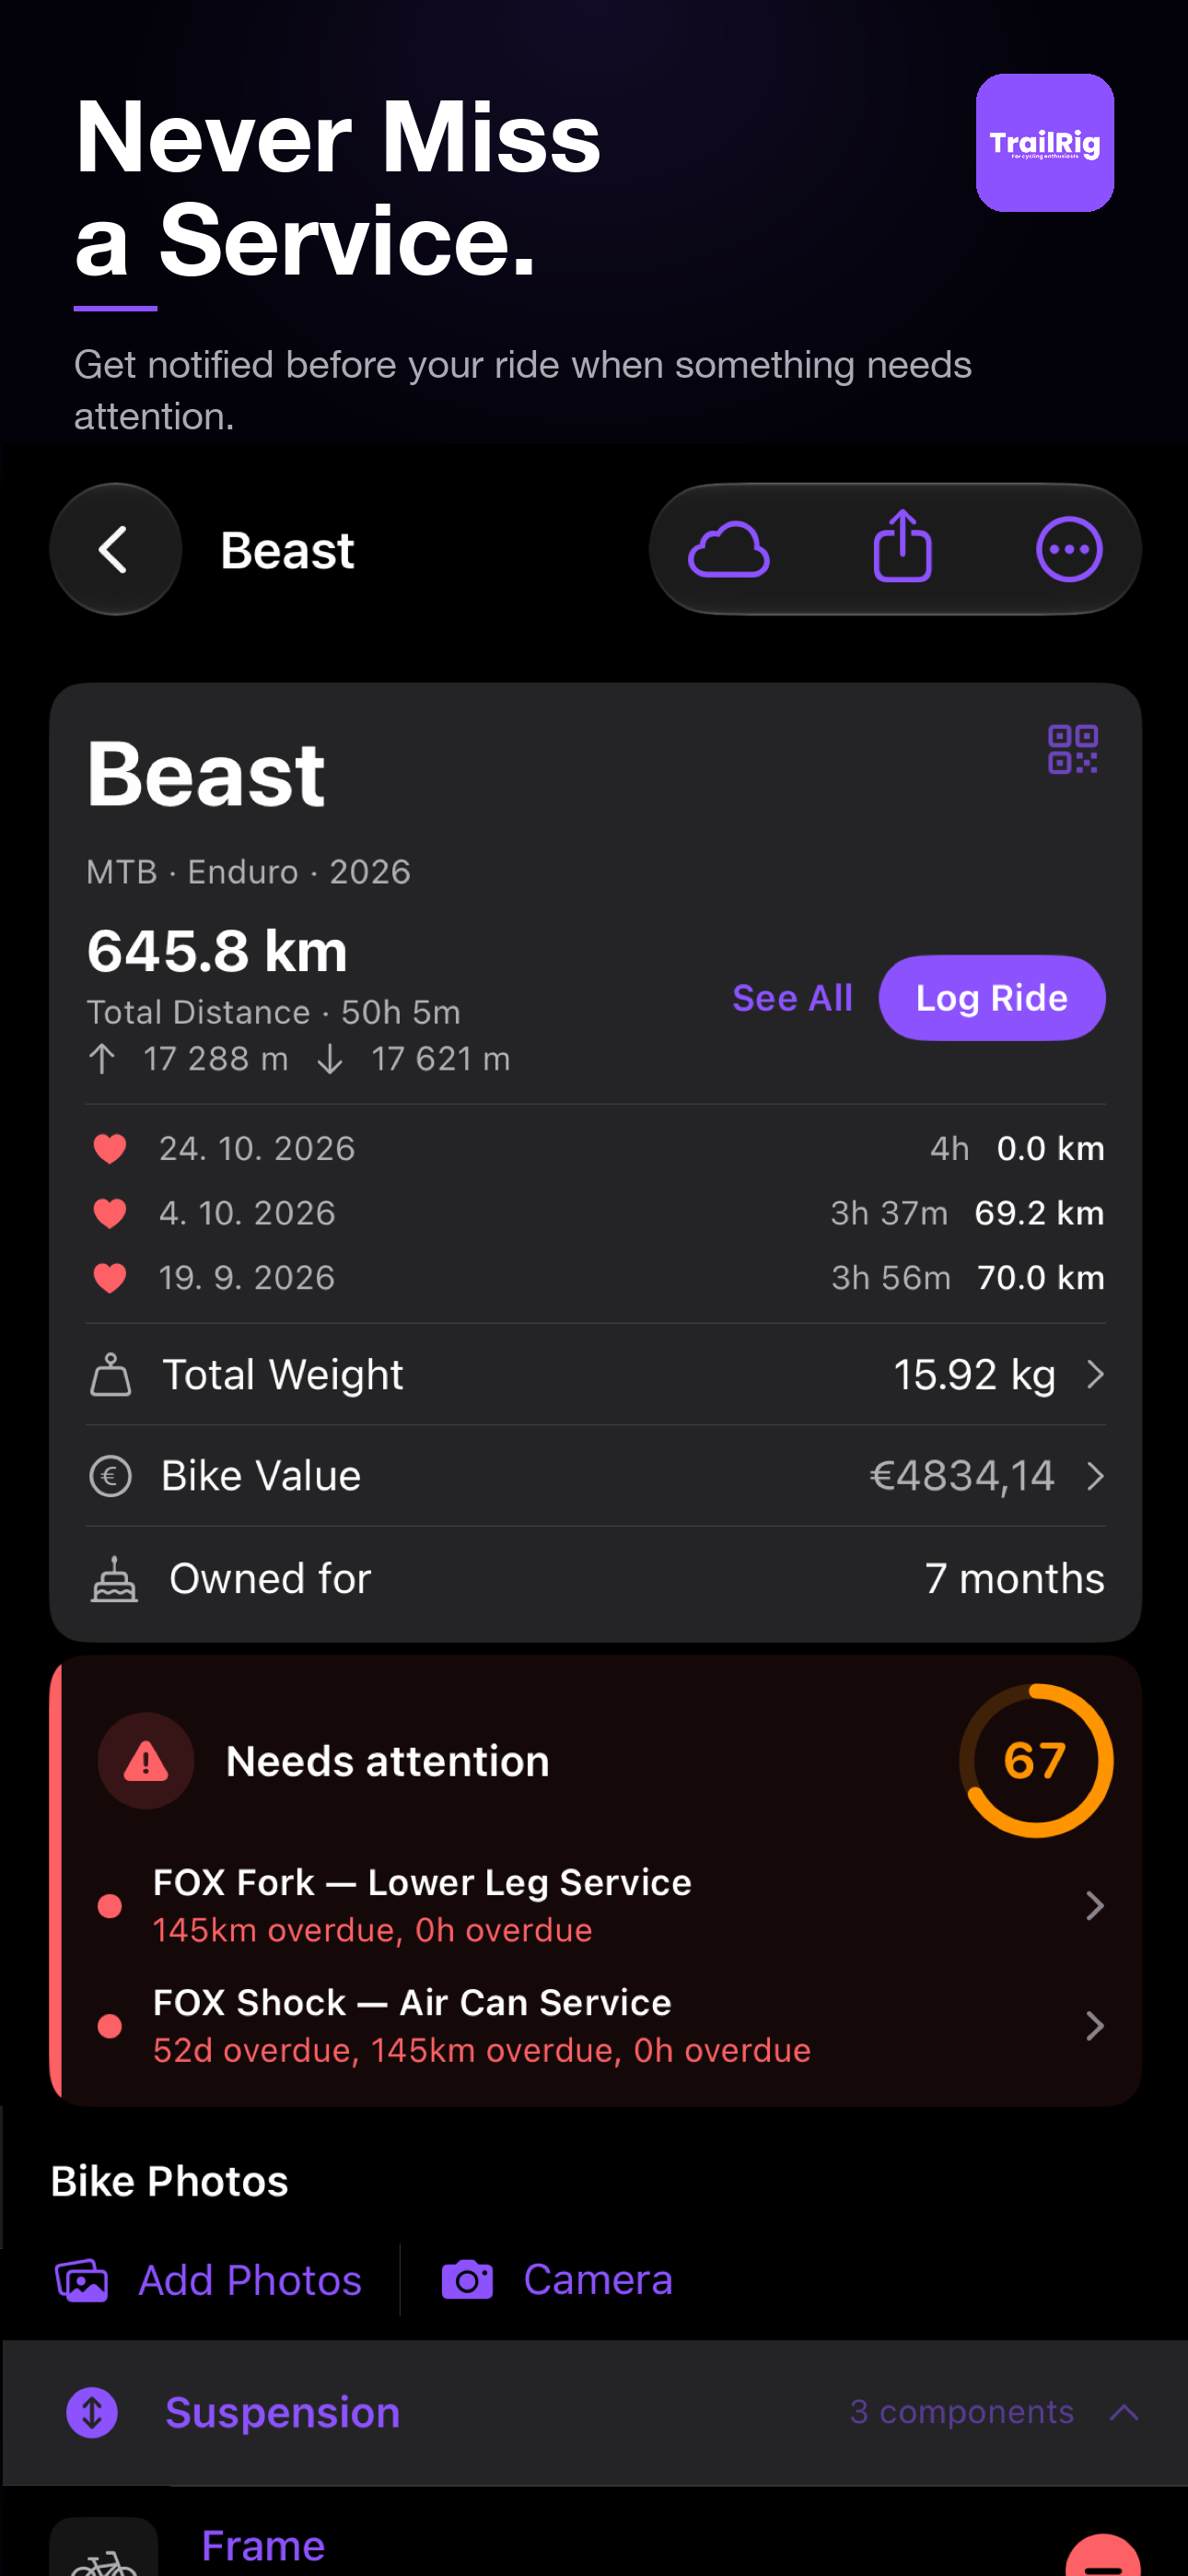 Never Miss
a Service.
TrailRig
For cycling enthusiasts
Get notified before your ride when something needs
attention.
Beast
Beast
MTB · Enduro · 2026
645.8 km
Total Distance · 50h 5m
See All
Log Ride
↑ 17 288 m ↓ 17 621 m
24. 10. 2026 4h 0.0 km
4. 10. 2026 3h 37m 69.2 km
19. 9. 2026 3h 56m 70.0 km
Total Weight 15.92 kg
Bike Value €4834,14
Owned for 7 months
Needs attention 67
FOX Fork — Lower Leg Service
145km overdue, 0h overdue
FOX Shock — Air Can Service
52d overdue, 145km overdue, 0h overdue
Bike Photos
Add Photos Camera
Suspension 3 components
Frame